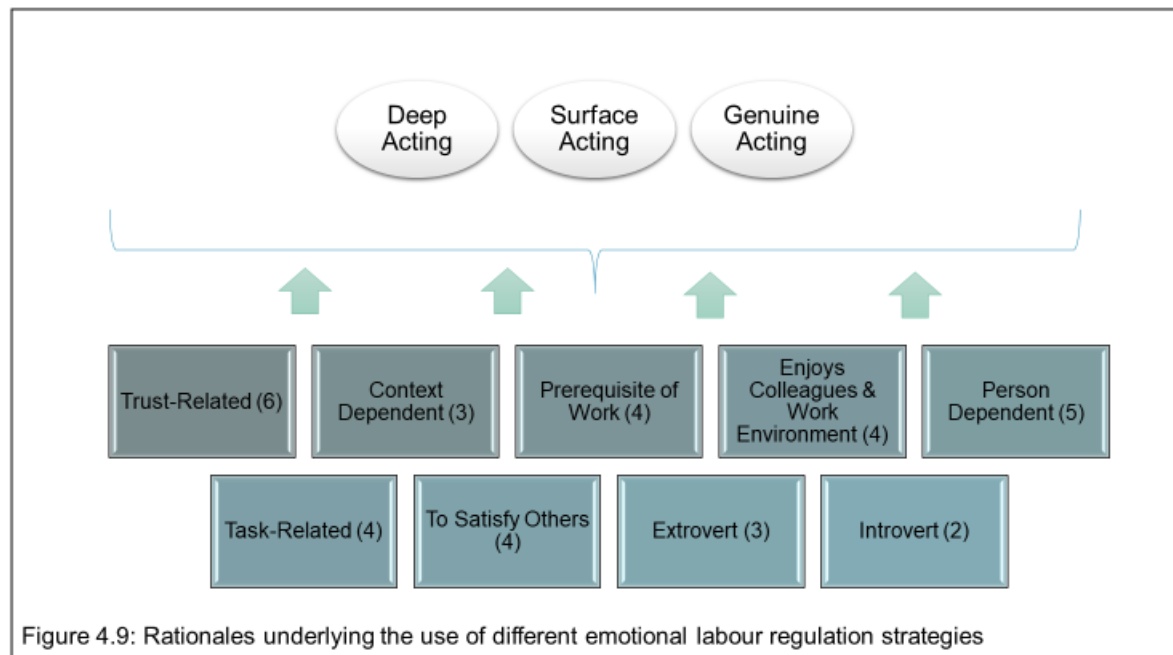 Deep
Acting
Surface
Acting
Genuine
Acting
Trust-Related (6)
Context
Dependent (3)
Prerequisite of
Work (4)
Enjoys
Colleagues &
Work
Environment (4)
Person
Dependent (5)
Task-Related (4)
To Satisfy Others
(4)
Extrovert (3)
Introvert (2)
Figure 4.9: Rationales underlying the use of different emotional labour regulation strategies